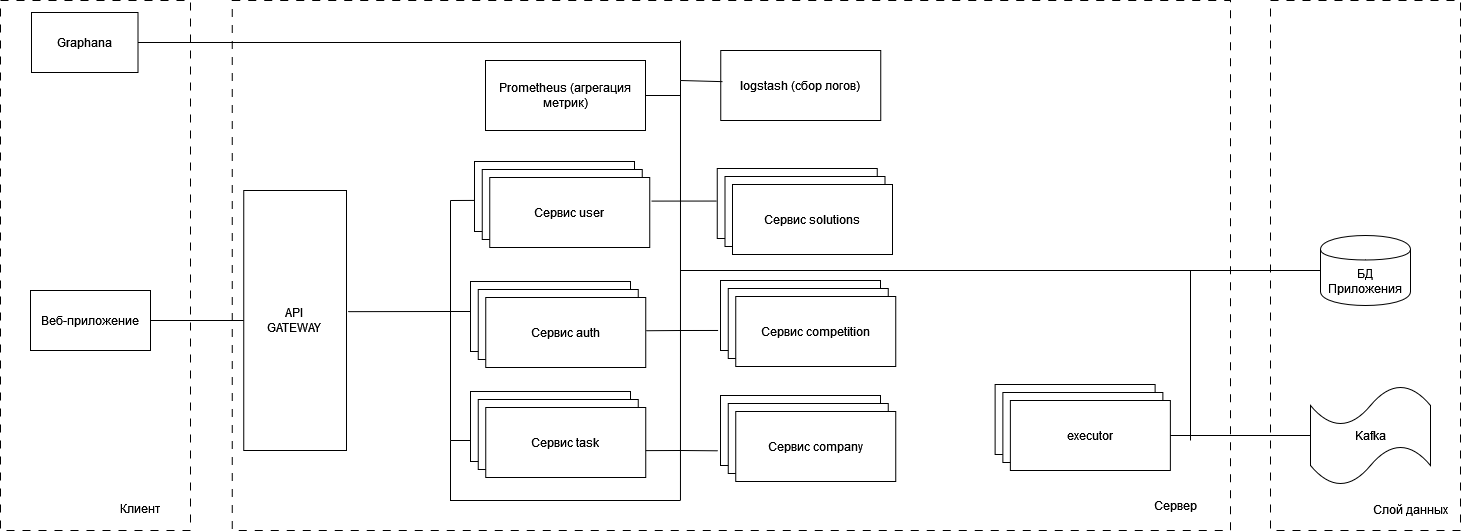 Graphana
Prometheus (агрегация
метрик)
logstash (сбор логов)
Сервис user
Сервис solutions
Веб-приложение
API
GATEWAY
Сервис auth
Сервис competition
БД
Приложения
Сервис task
Сервис company
executor
Kafka
Клиент
Сервер
Слой данных